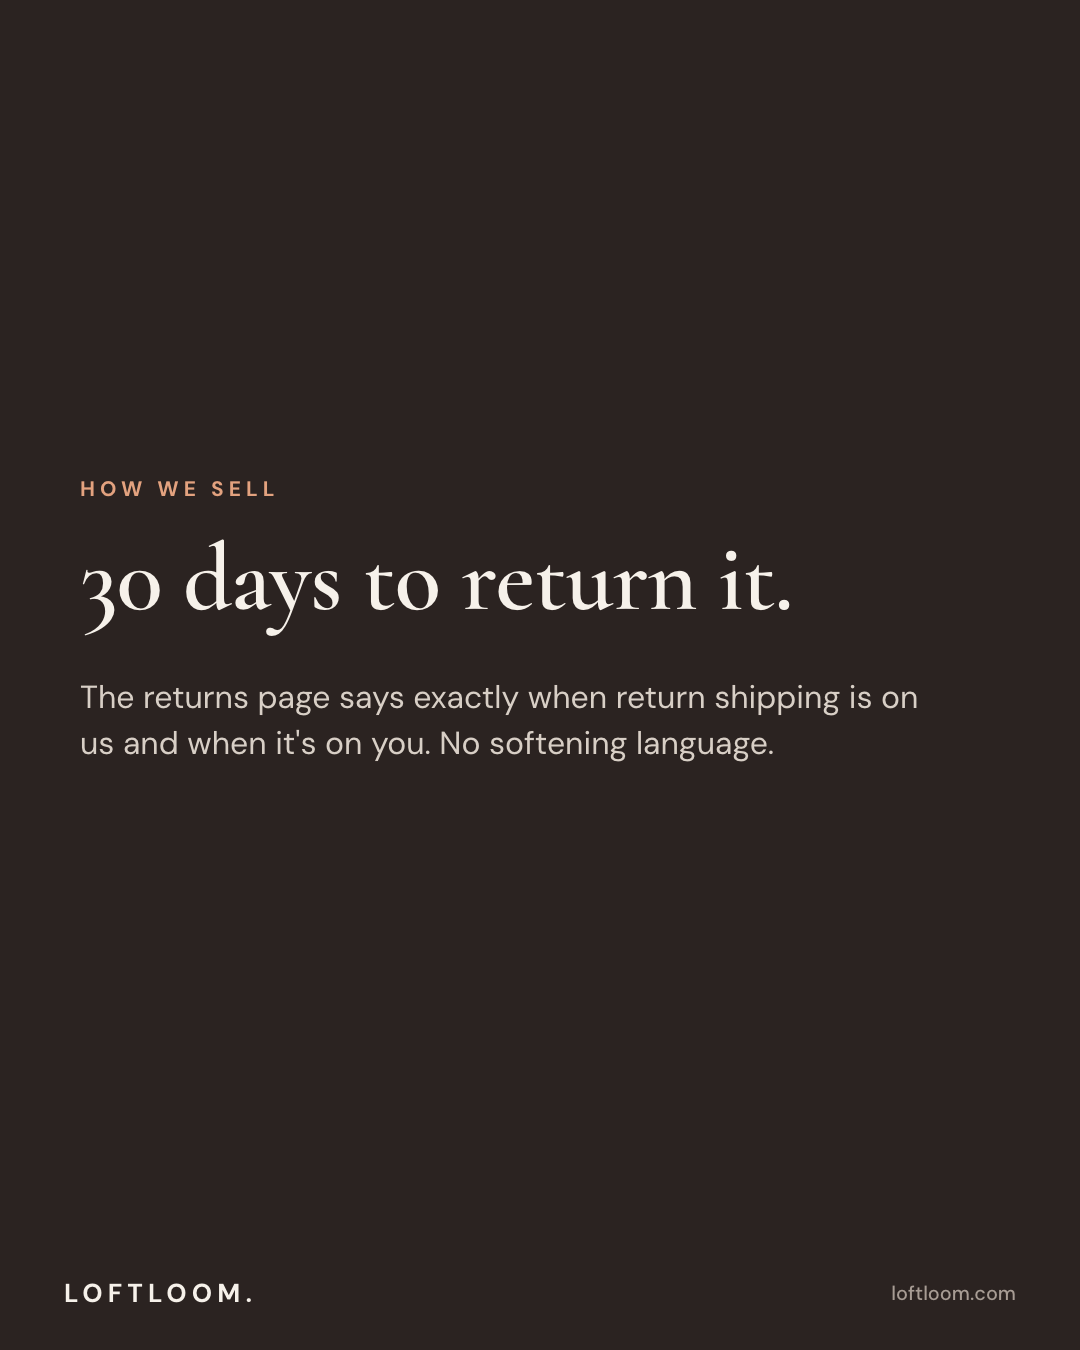 HOW WE SELL
30 days to return it.
The returns page says exactly when return shipping is on
us and when it's on you. No softening language.
LOFTLOOM.
loftloom.com